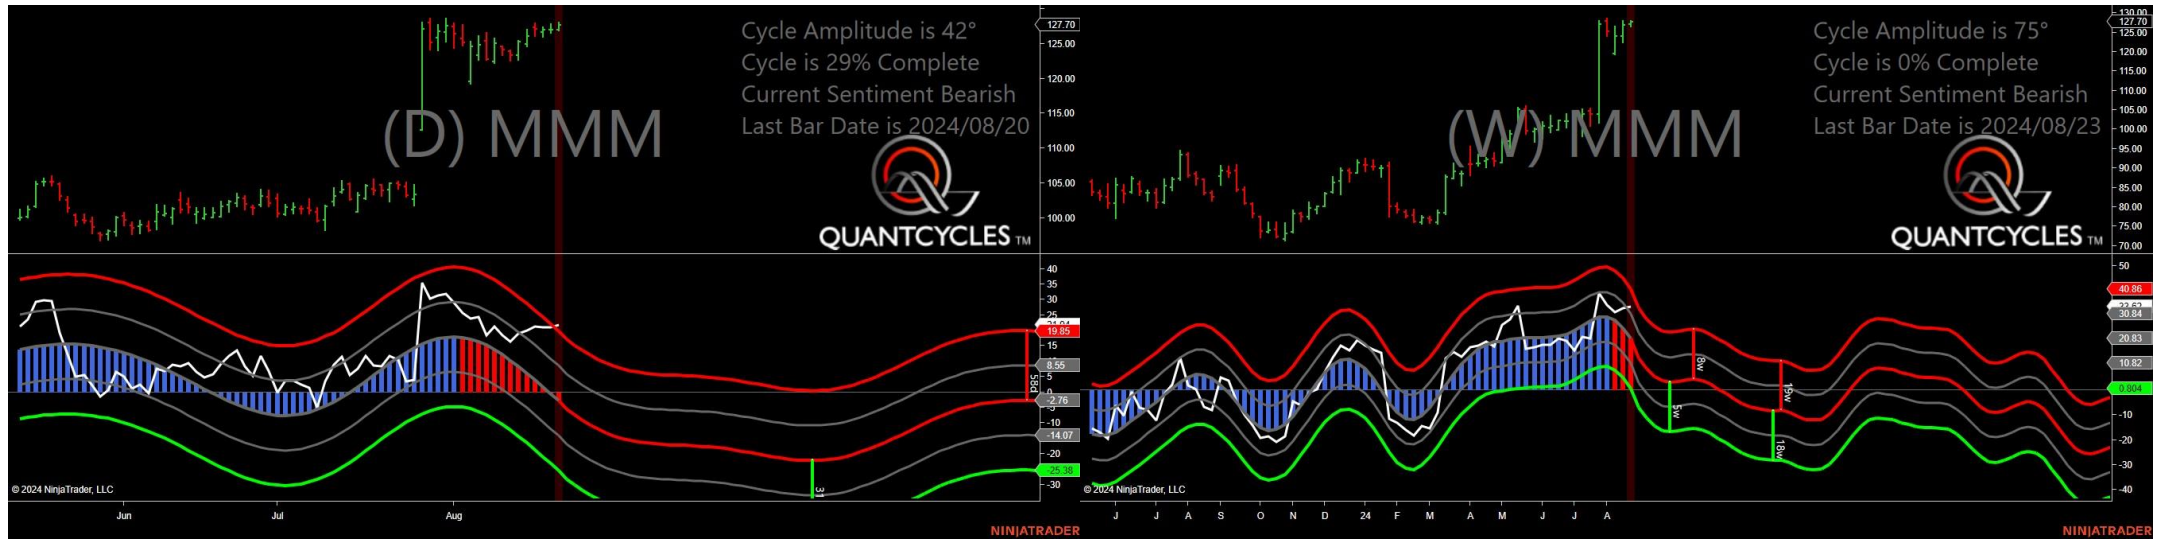 Cycle Amplitude is 42°
Cycle is 29% Complete
Current Sentiment Bearish
Last Bar Date is 2024/08/20
(D) MMM
QUANTCYCLES TM
127.70
125.00
120.00
115.00
110.00
105.00
100.00
40
35
30
25
19.85
15
8.55
5
-2.76
-5
-10
-14.07
-20
-25.38
-30
58d
31
© 2024 NinjaTrader, LLC
Jun
Jul
Aug
NINJATRADER
Cycle Amplitude is 75°
Cycle is 0% Complete
Current Sentiment Bearish
Last Bar Date is 2024/08/23
(W) MMM
QUANTCYCLES TM
130.00
127.70
125.00
120.00
115.00
110.00
105.00
100.00
95.00
90.00
85.00
80.00
75.00
70.00
50
40.86
30.84
20.83
10.82
0.804
-10
-20
-30
-40
8w
19w
5w
18w
© 2024 NinjaTrader, LLC
J J A S O N D 24 F M A M J J A
NINJATRADER